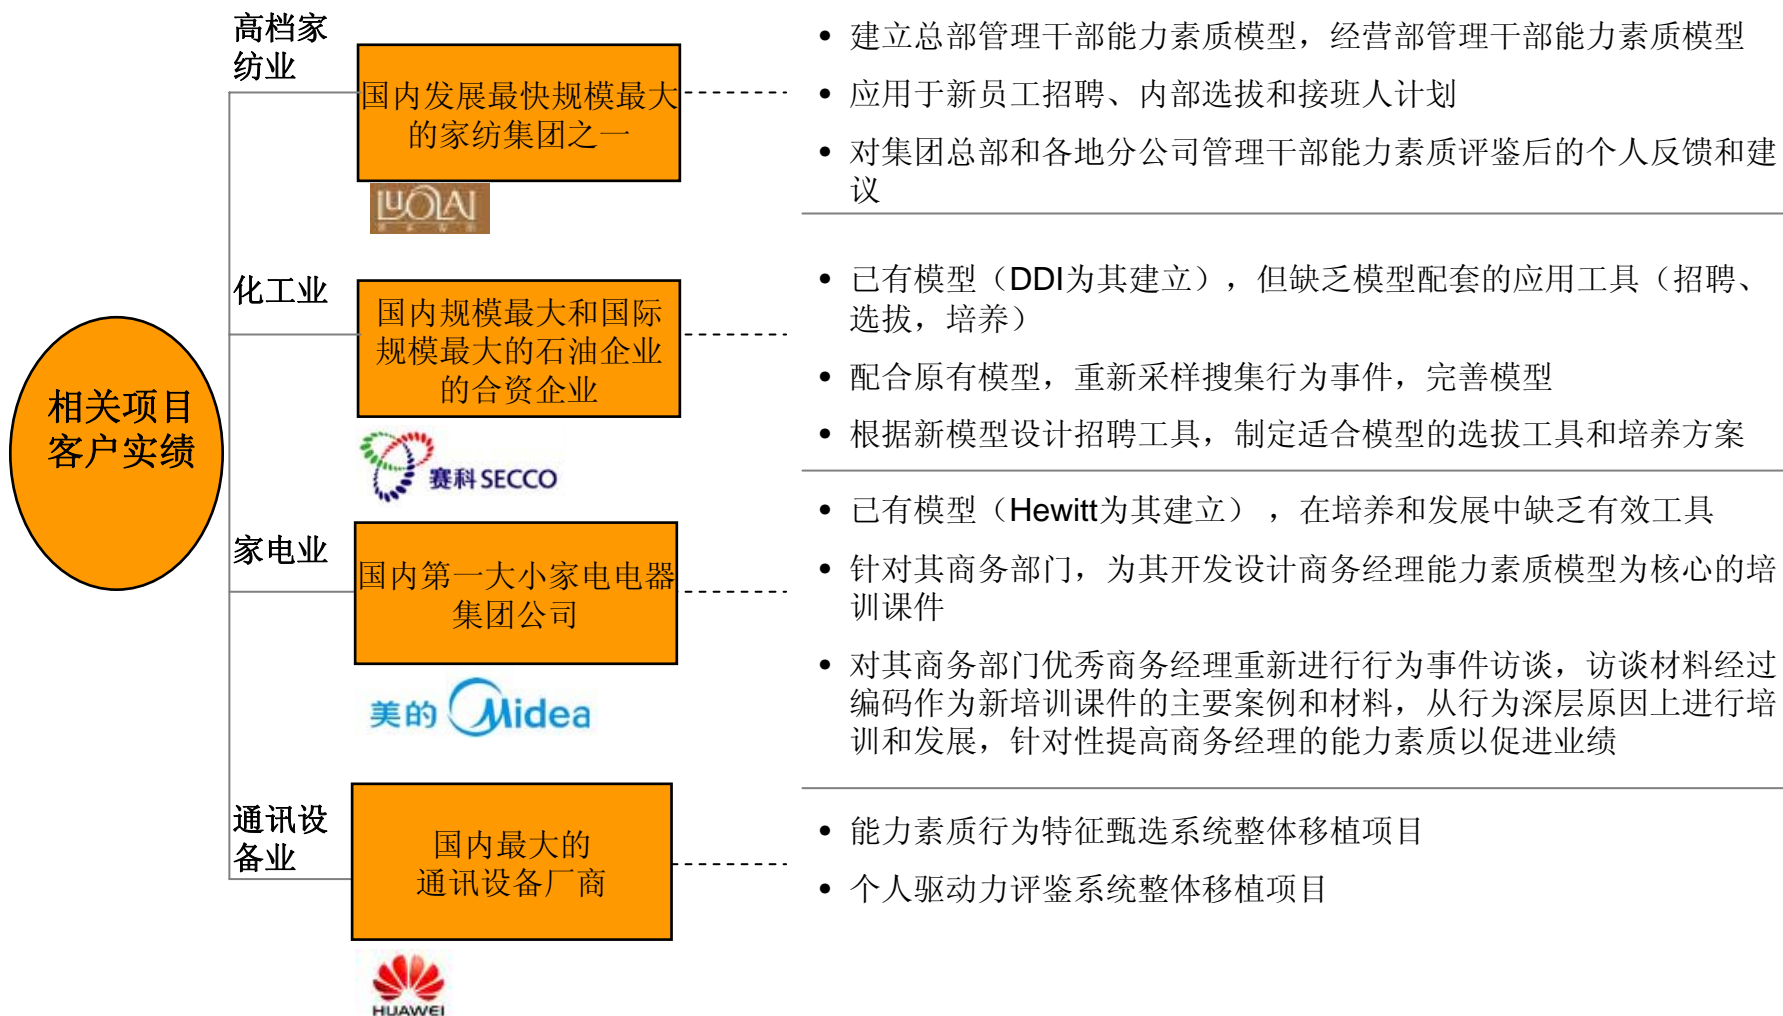 相关项目
客户实绩
高档家
纺业
国内发展最快规模最大
的家纺集团之一
LUOLAI
• 建立总部管理干部能力素质模型，经营部管理干部能力素质模型
• 应用于新员工招聘、内部选拔和接班人计划
• 对集团总部和各地分公司管理干部能力素质评鉴后的个人反馈和建
议
化工业
国内规模最大和国际
规模最大的石油企业
的合资企业
赛科 SECCO
• 已有模型（DDI为其建立），但缺乏模型配套的应用工具（招聘、
选拔，培养）
• 配合原有模型，重新采样搜集行为事件，完善模型
• 根据新模型设计招聘工具，制定适合模型的选拔工具和培养方案
家电业
国内第一大小家电电器
集团公司
美的 Midea
• 已有模型（Hewitt为其建立） ，在培养和发展中缺乏有效工具
• 针对其商务部门，为其开发设计商务经理能力素质模型为核心的培
训课件
• 对其商务部门优秀商务经理重新进行行为事件访谈，访谈材料经过
编码作为新培训课件的主要案例和材料，从行为深层原因上进行培
训和发展，针对性提高商务经理的能力素质以促进业绩
通讯设
备业
国内最大的
通讯设备厂商
HUAWEI
• 能力素质行为特征甄选系统整体移植项目
• 个人驱动力评鉴系统整体移植项目